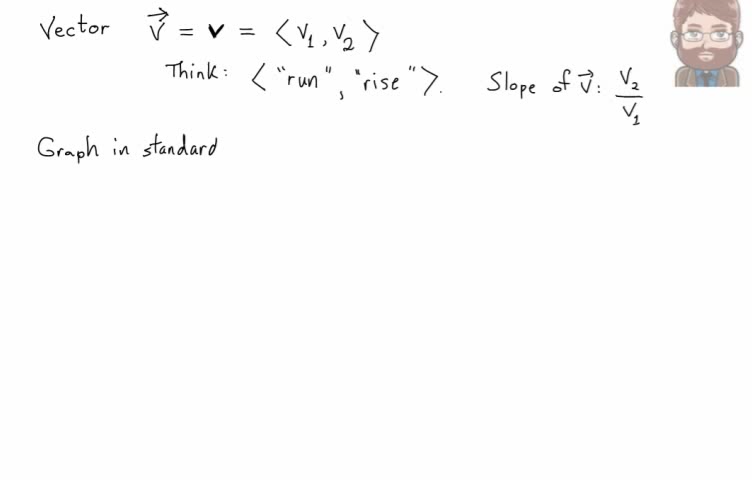 Vector v⃗ = v = ⟨v₁, v₂⟩
Think: ⟨"run", "rise"⟩. Slope of v⃗: v₂/v₁
Graph in standard